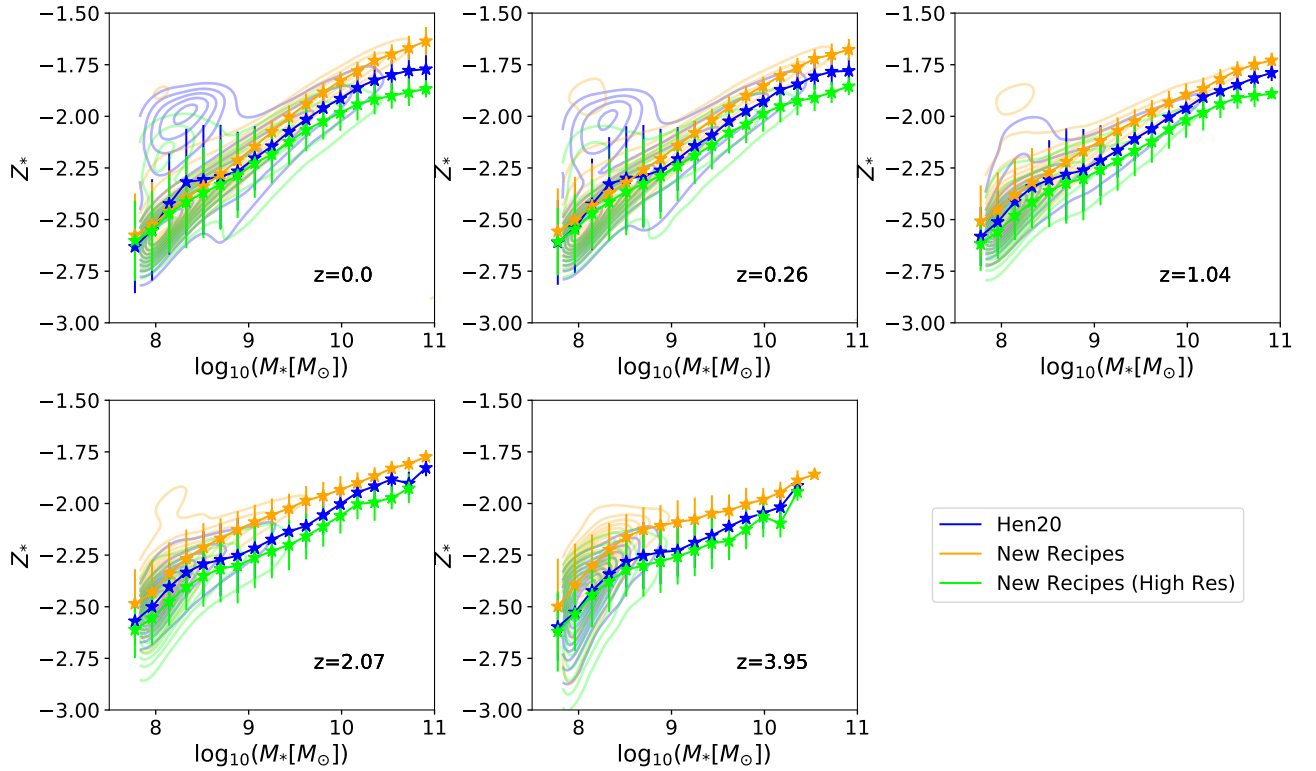 −1.50
−1.75
−2.00
−2.25
−2.50
−2.75
−3.00
Z*
8 9 10 11
log10(M*[M⊙])
z=0.0
−1.50
−1.75
−2.00
−2.25
−2.50
−2.75
−3.00
Z*
8 9 10 11
log10(M*[M⊙])
z=0.26
−1.50
−1.75
−2.00
−2.25
−2.50
−2.75
−3.00
Z*
8 9 10 11
log10(M*[M⊙])
z=1.04
−1.50
−1.75
−2.00
−2.25
−2.50
−2.75
−3.00
Z*
8 9 10 11
log10(M*[M⊙])
z=2.07
−1.50
−1.75
−2.00
−2.25
−2.50
−2.75
−3.00
Z*
8 9 10 11
log10(M*[M⊙])
z=3.95
Hen20
New Recipes
New Recipes (High Res)